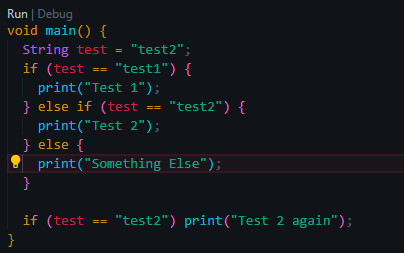 Run | Debug
void main() {
  String test = "test2";
  if (test == "test1") {
    print("Test 1");
  } else if (test == "test2") {
    print("Test 2");
  } else {
    print("Something Else");
  }

  if (test == "test2") print("Test 2 again");
}